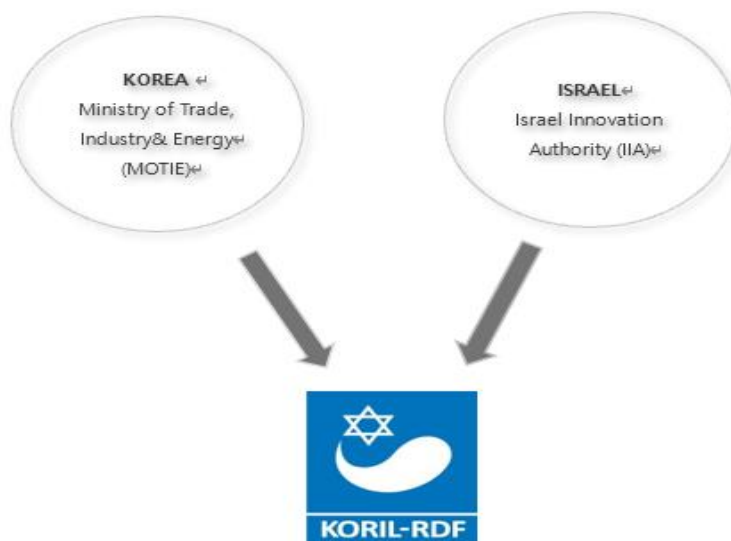 KOREA ↵
Ministry of Trade,
Industry& Energy↵
(MOTIE)↵
ISRAEL↵
Israel Innovation
Authority (IIA)↵
KORIL-RDF